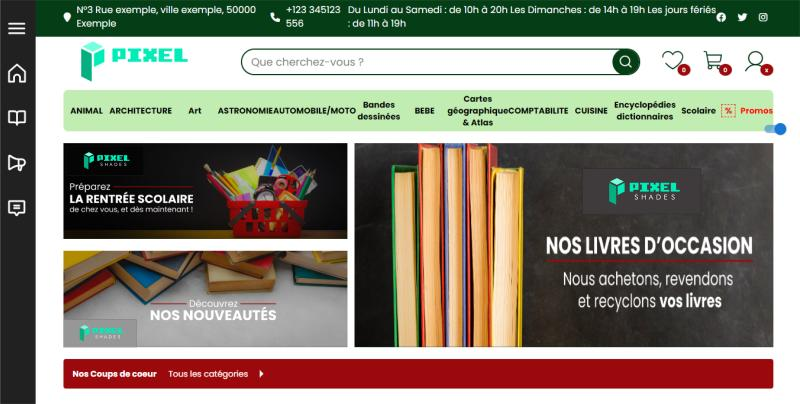 N°3 Rue exemple, ville exemple, 50000
Exemple
+123 345123
556
Du Lundi au Samedi : de 10h à 20h Les Dimanches : de 14h à 19h Les jours fériés
: de 11h à 19h
PIXEL
Que cherchez-vous ?
0
0
x
ANIMAL
ARCHITECTURE
Art
ASTRONOMIE
AUTOMOBILE/MOTO
Bandes
dessinées
BEBE
Cartes
géographique
& Atlas
COMPTABILITE
CUISINE
Encyclopédies
dictionnaires
Scolaire
%
Promos
PIXEL
SHADES
Préparez
LA RENTRÉE SCOLAIRE
de chez vous, et dès maintenant !
Découvrez
NOS NOUVEAUTÉS
PIXEL
SHADES
PIXEL
SHADES
NOS LIVRES D'OCCASION
Nous achetons, revendons
et recyclons vos livres
Nos Coups de coeur
Tous les catégories